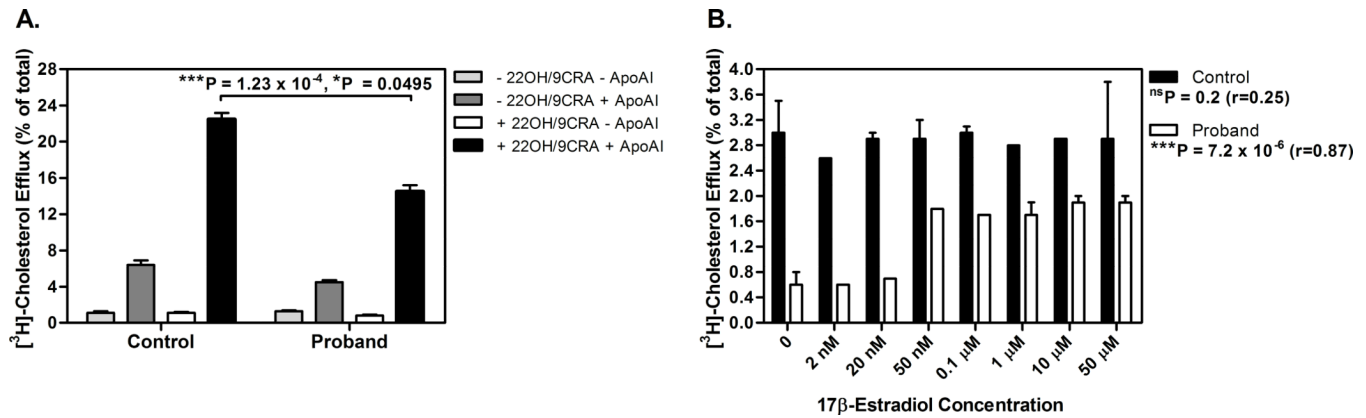 A.
[³H]-Cholesterol Efflux (% of total)
28
24
20
16
12
8
4
0
***P = 1.23 x 10⁻⁴, *P = 0.0495
Control
Proband
- 22OH/9CRA - ApoAI
- 22OH/9CRA + ApoAI
+ 22OH/9CRA - ApoAI
+ 22OH/9CRA + ApoAI
B.
[³H]-Cholesterol Efflux (% of total)
4.0
3.6
3.2
2.8
2.4
2.0
1.6
1.2
0.8
0.4
0.0
0
2 nM
20 nM
50 nM
0.1 μM
1 μM
10 μM
50 μM
17β-Estradiol Concentration
Control
ⁿˢP = 0.2 (r=0.25)
Proband
***P = 7.2 x 10⁻⁶ (r=0.87)